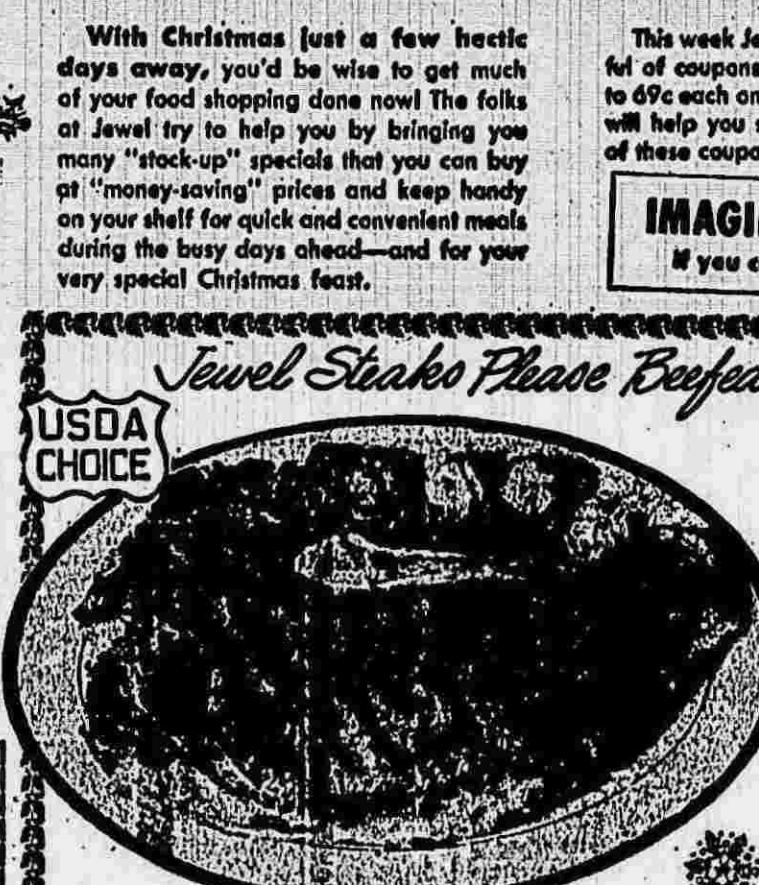 With Christmas just a few hectic
days away, you'd be wise to get much
of your food shopping done now! The folks
at Jewel try to help you by bringing you
many "stock-up" specials that you can buy
at "money-saving" prices and keep handy
on your shelf for quick and convenient meals
during the busy days ahead—and for your
very special Christmas feast.
This week Je
ful of coupons
to 69c each on
will help you s
of these coupo
IMAGI
If you c
Jewel Steaks Please Beefea
USDA
CHOICE